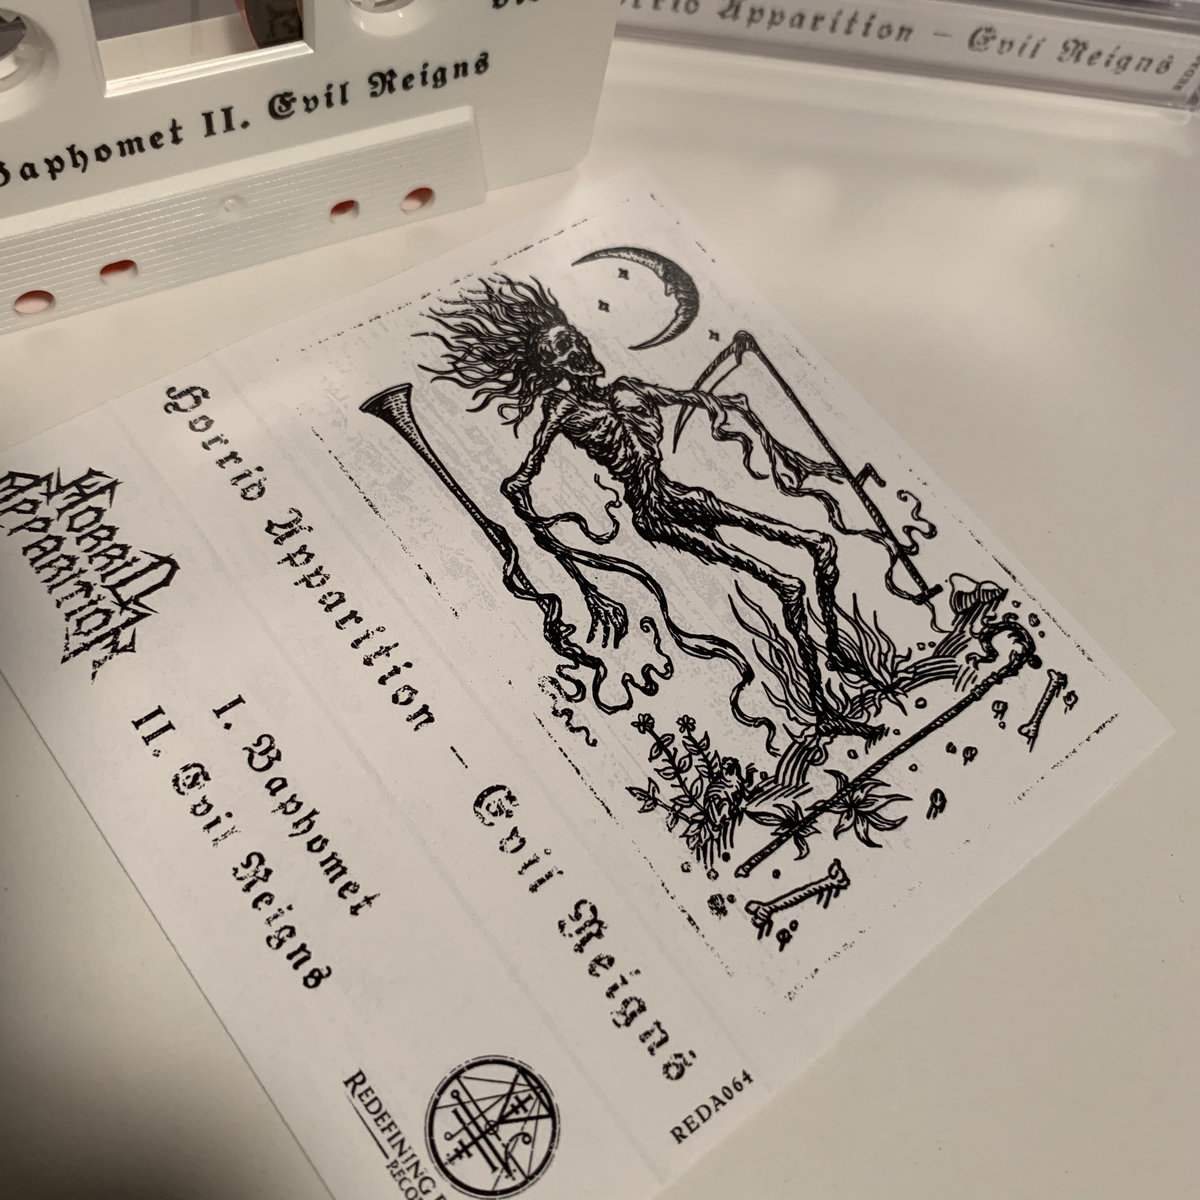 Baphomet II. Evil Reigns
Horrid Apparition – Evil Reigns
Horrid Apparition – Evil Reigns
REDA064
HORRID
APPARITION
I. Baphomet
II. Evil Reigns
REDEFINING